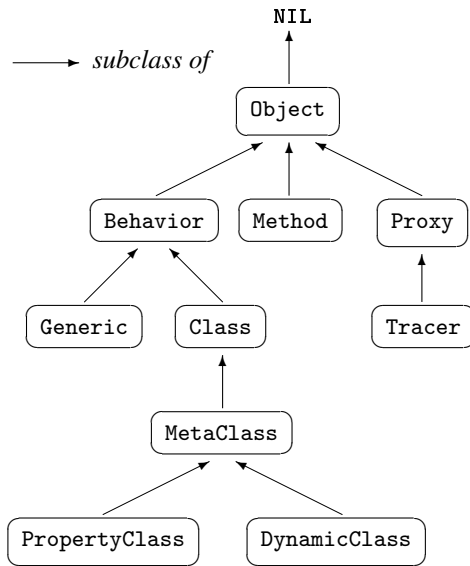 NIL
subclass of
Object
Behavior Method Proxy
Generic Class Tracer
MetaClass
PropertyClass DynamicClass